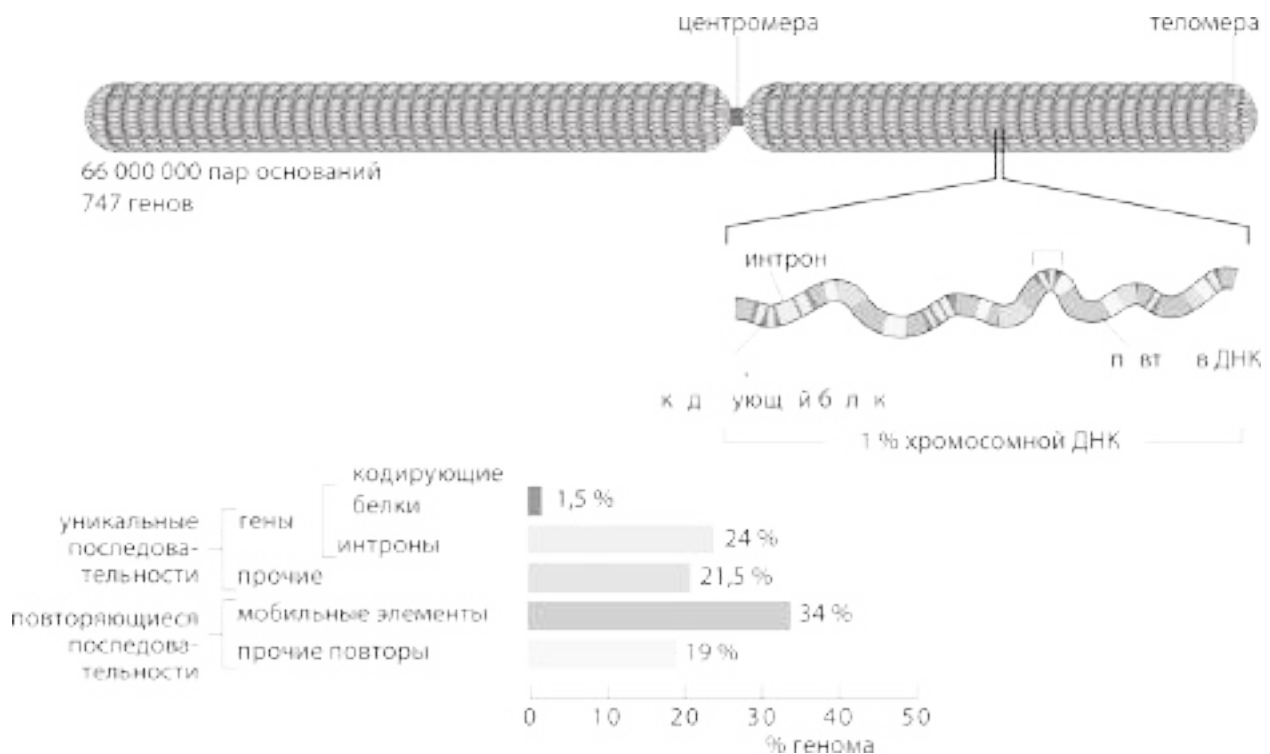 центромера
теломера
66 000 000 пар оснований
747 генов
интрон
в ДНК
1 % хромосомной ДНК
уникальные
последова-
тельности
гены
кодирующие
белки
1,5 %
интроны
24 %
прочие
21,5 %
повторяющиеся
последова-
тельности
мобильные элементы
34 %
прочие повторы
19 %
0 10 20 30 40 50
% генома